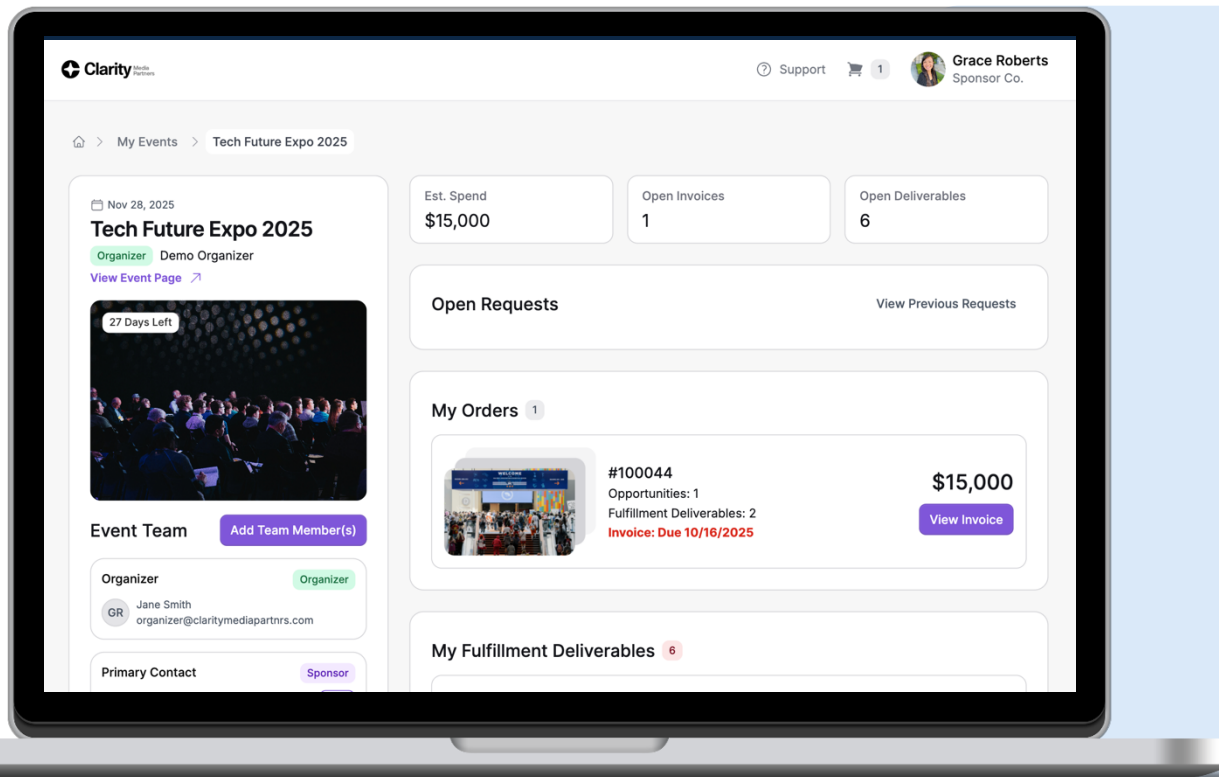 Clarity Media Partners
Support
1
Grace Roberts
Sponsor Co.
My Events
Tech Future Expo 2025
Nov 28, 2025
Tech Future Expo 2025
Organizer Demo Organizer
View Event Page
27 Days Left
Event Team
Add Team Member(s)
Organizer
Organizer
GR
Jane Smith
organizer@claritymediapartnrs.com
Primary Contact
Sponsor
Est. Spend
$15,000
Open Invoices
1
Open Deliverables
6
Open Requests
View Previous Requests
My Orders 1
WELCOME
#100044
Opportunities: 1
Fulfillment Deliverables: 2
Invoice: Due 10/16/2025
$15,000
View Invoice
My Fulfillment Deliverables 6